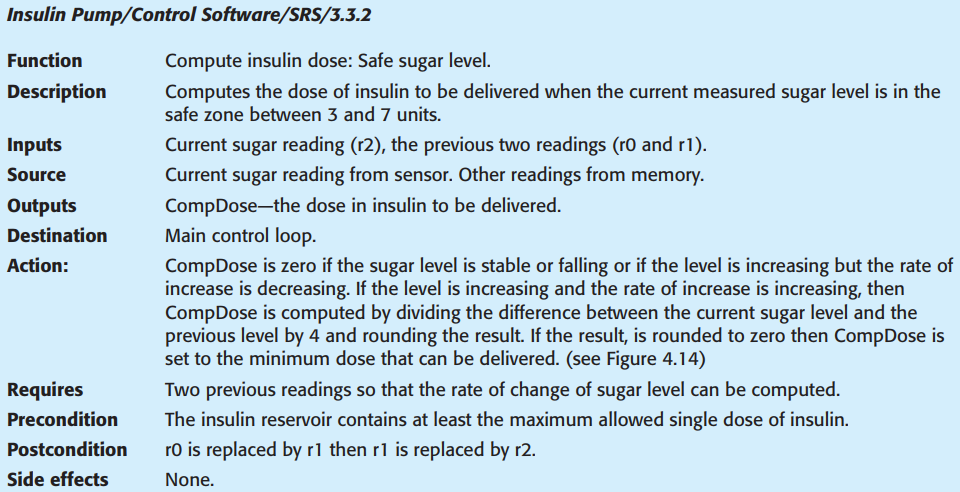 Insulin Pump/Control Software/SRS/3.3.2
Function Compute insulin dose: Safe sugar level.
Description Computes the dose of insulin to be delivered when the current measured sugar level is in the
safe zone between 3 and 7 units.
Inputs Current sugar reading (r2), the previous two readings (r0 and r1).
Source Current sugar reading from sensor. Other readings from memory.
Outputs CompDose—the dose in insulin to be delivered.
Destination Main control loop.
Action: CompDose is zero if the sugar level is stable or falling or if the level is increasing but the rate of
increase is decreasing. If the level is increasing and the rate of increase is increasing, then
CompDose is computed by dividing the difference between the current sugar level and the
previous level by 4 and rounding the result. If the result, is rounded to zero then CompDose is
set to the minimum dose that can be delivered. (see Figure 4.14)
Requires Two previous readings so that the rate of change of sugar level can be computed.
Precondition The insulin reservoir contains at least the maximum allowed single dose of insulin.
Postcondition r0 is replaced by r1 then r1 is replaced by r2.
Side effects None.